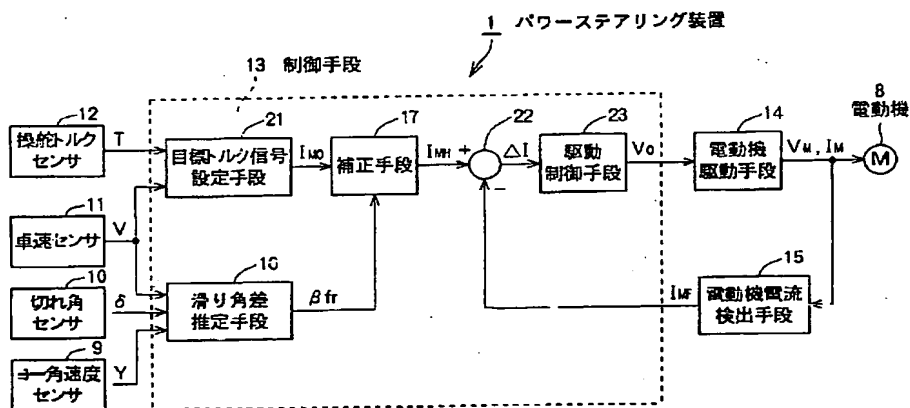 1 パワーステアリング装置
13 制御手段
8
電動機
12
操舵トルク
センサ
T
21
目標トルク信号
設定手段
IMO
17
補正手段
IMH
+
22
ΔI
−
23
駆動
制御手段
VO
14
電動機
駆動手段
VM, IM
M
11
車速センサ
V
10
切れ角
センサ
δ
16
滑り角差
推定手段
βfr
IMF
15
電動機電流
検出手段
9
ヨー角速度
センサ
Y